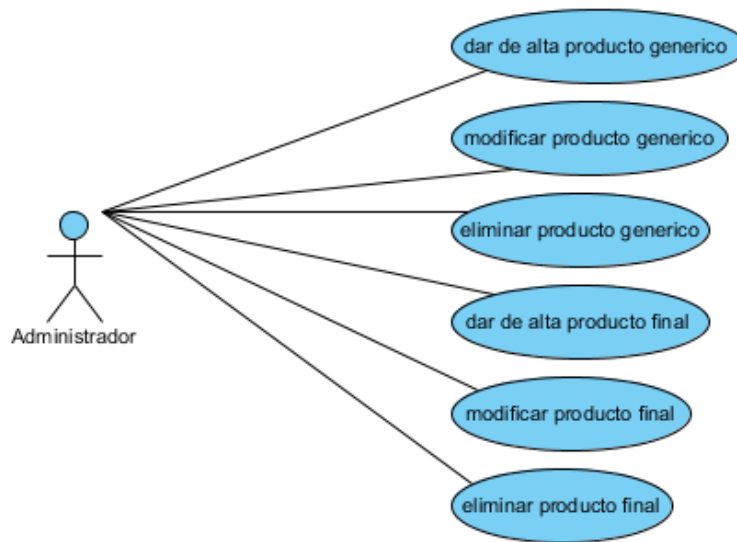 dar de alta producto generico
modificar producto generico
eliminar producto generico
dar de alta producto final
Administrador
modificar producto final
eliminar producto final